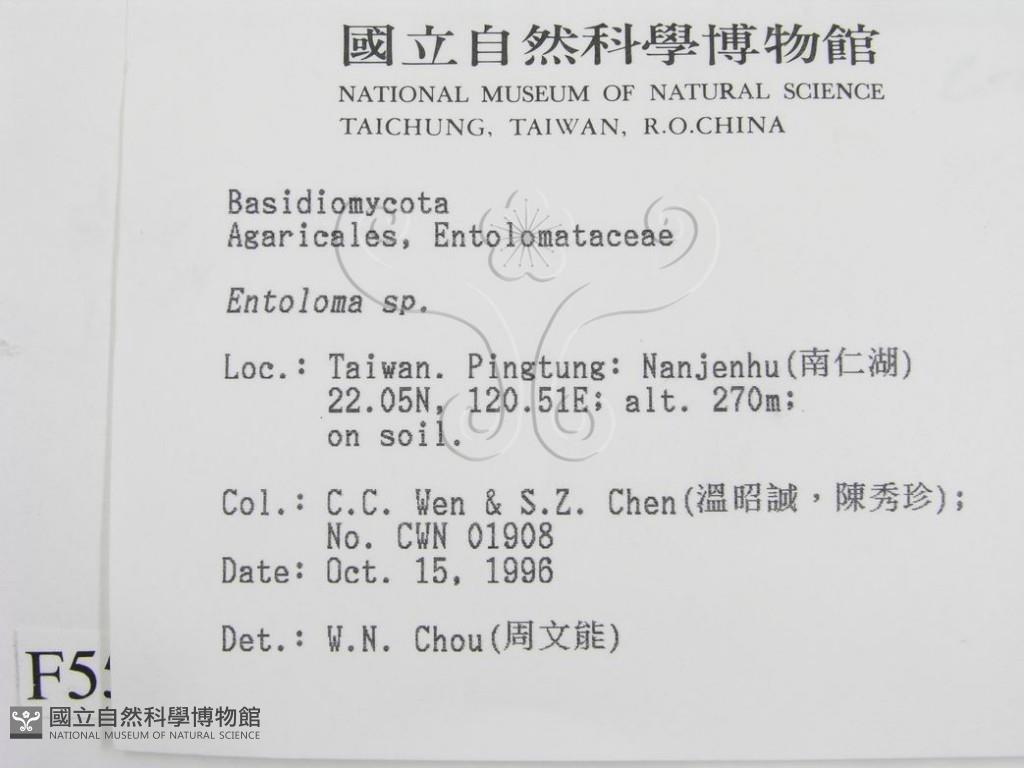 國立自然科學博物館
NATIONAL MUSEUM OF NATURAL SCIENCE
TAICHUNG, TAIWAN, R.O.CHINA
Basidiomycota
Agaricales, Entolomataceae
Entoloma sp.
Loc.: Taiwan. Pingtung: Nanjenhu(南仁湖)
22.05N, 120.51E; alt. 270m;
on soil.
Col.: C.C. Wen & S.Z. Chen(溫昭誠，陳秀珍);
No. CWN 01908
Date: Oct. 15, 1996
Det.: W.N. Chou(周文能)
F55
國立自然科學博物館
NATIONAL MUSEUM OF NATURAL SCIENCE